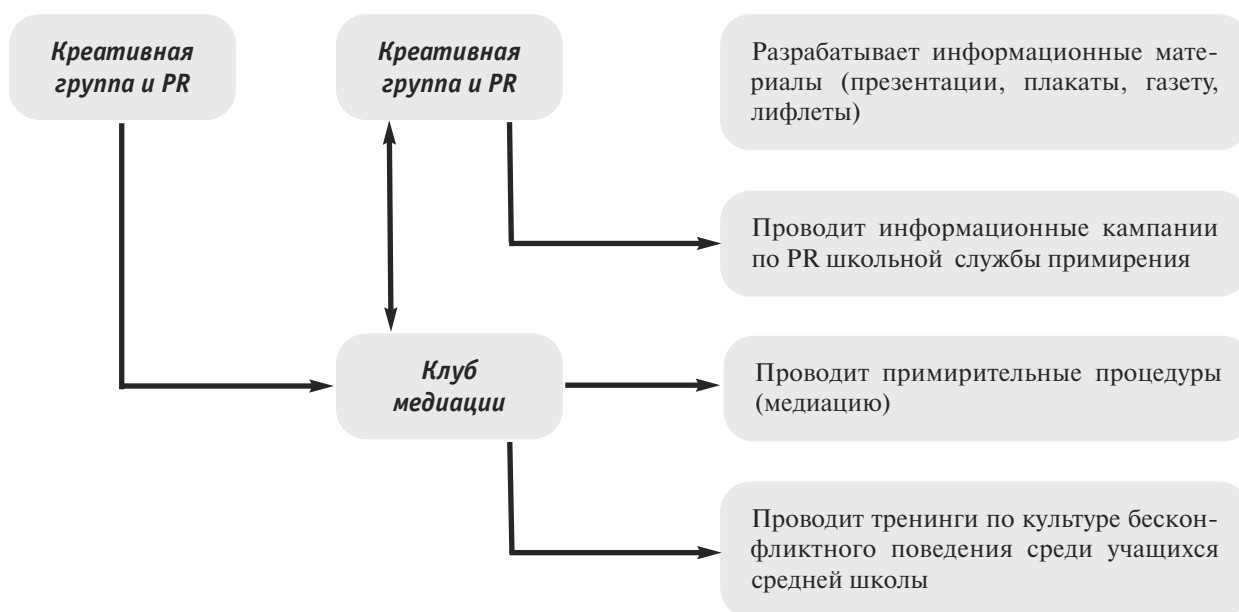 Креативная
группа и PR
Креативная
группа и PR
Разрабатывает информационные мате-
риалы (презентации, плакаты, газету,
лифлеты)
Проводит информационные кампании
по PR школьной службы примирения
Клуб
медиации
Проводит примирительные процедуры
(медиацию)
Проводит тренинги по культуре бескон-
фликтного поведения среди учащихся
средней школы